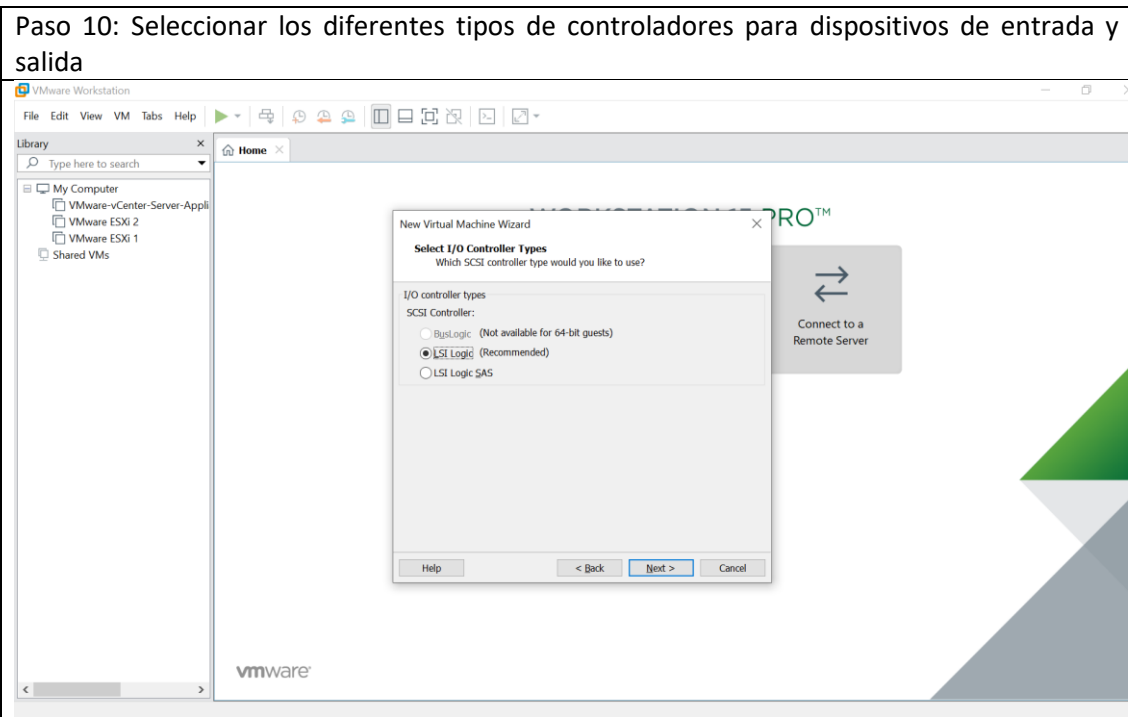 Paso 10: Seleccionar los diferentes tipos de controladores para dispositivos de entrada y
salida
VMware Workstation
File Edit View VM Tabs Help
Library
Home
Type here to search
My Computer
VMware-vCenter-Server-Appli
VMware ESXi 2
VMware ESXi 1
Shared VMs
PRO™
New Virtual Machine Wizard
Select I/O Controller Types
Which SCSI controller type would you like to use?
I/O controller types
SCSI Controller:
BusLogic (Not available for 64-bit guests)
LSI Logic (Recommended)
LSI Logic SAS
Connect to a
Remote Server
Help < Back Next > Cancel
vmware